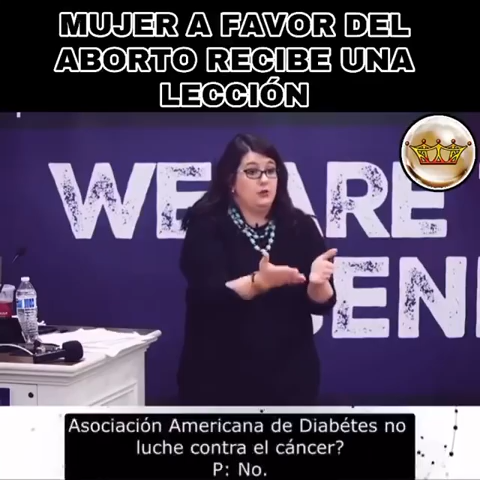 MUJER A FAVOR DEL
ABORTO RECIBE UNA
LECCIÓN
WE ARE
GEN
Asociación Americana de Diabétes no
luche contra el cáncer?
P: No.